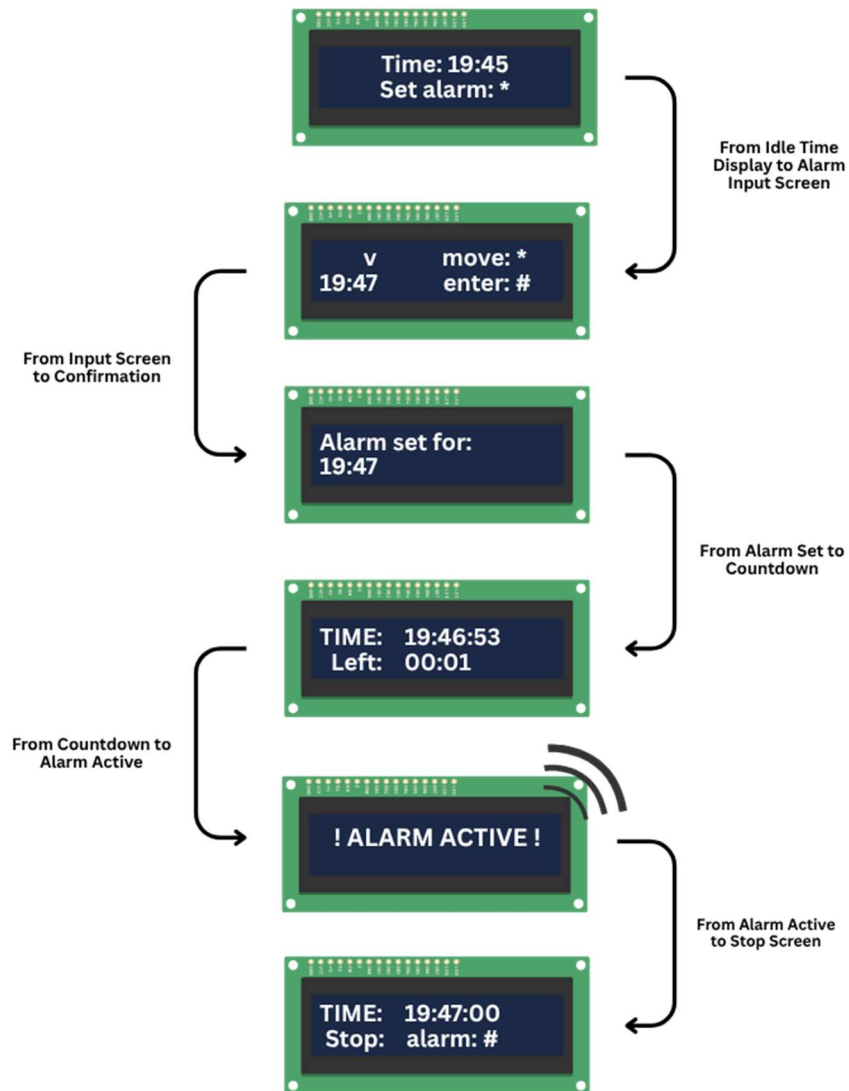 Time: 19:45
Set alarm: *
From Idle Time
Display to Alarm
Input Screen
v move: *
19:47 enter: #
From Input Screen
to Confirmation
Alarm set for:
19:47
From Alarm Set to
Countdown
TIME: 19:46:53
Left: 00:01
From Countdown to
Alarm Active
! ALARM ACTIVE !
From Alarm Active
to Stop Screen
TIME: 19:47:00
Stop: alarm: #